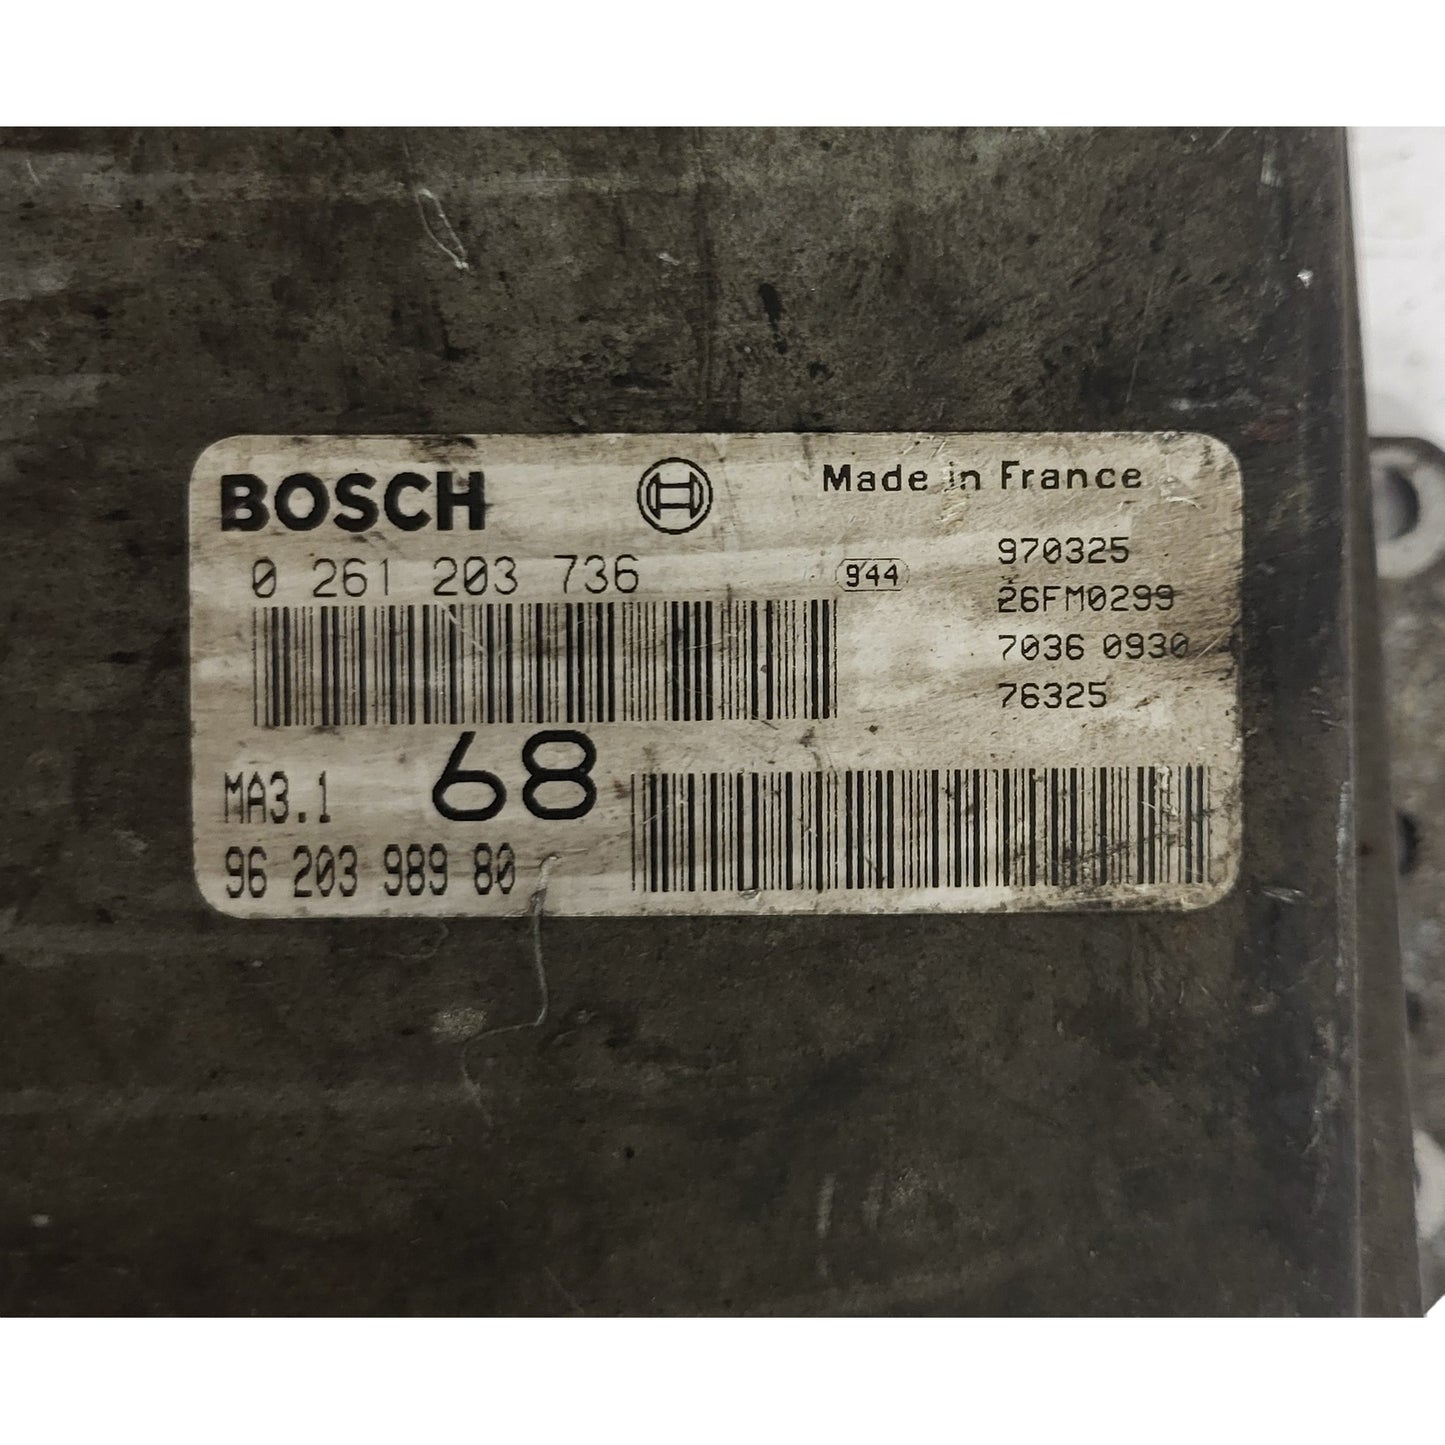 BOSCH
Made in France
0 261 203 736
944
970325
26FM0299
7036 0930
76325
MA3.1
68
96 203 989 80